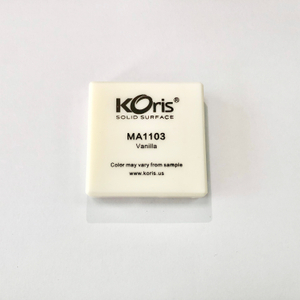 KOris®
SOLID SURFACE
MA1103
Vanilla
Color may vary from sample
www.koris.us